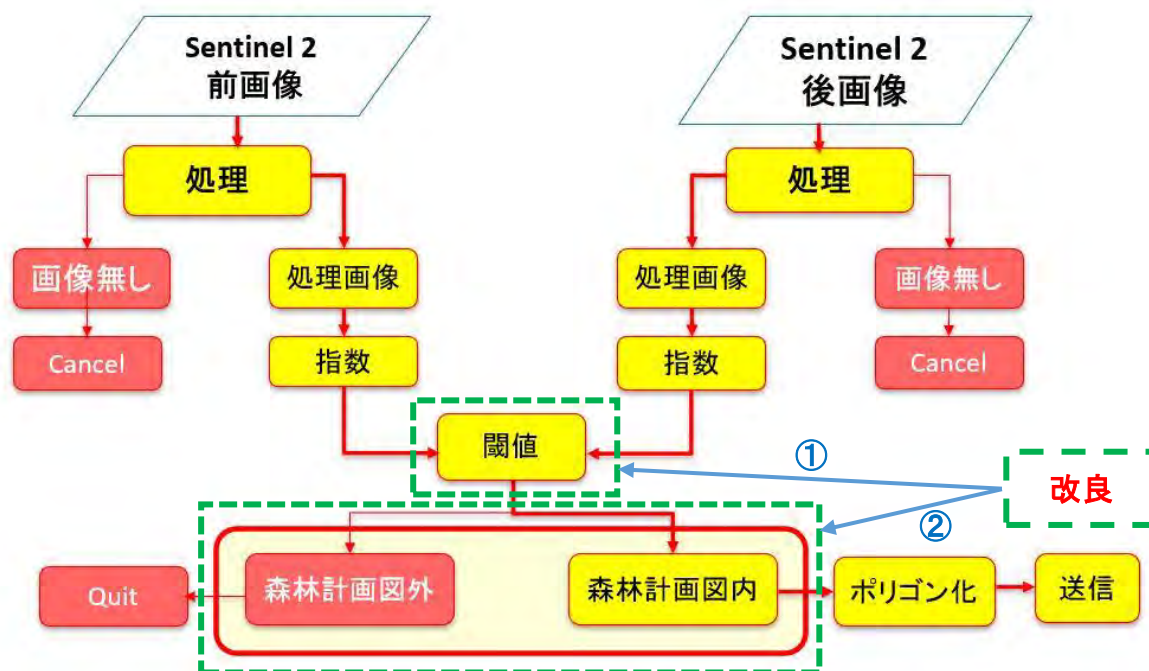 Sentinel 2
前画像
Sentinel 2
後画像
処理
処理
画像無し
処理画像
処理画像
画像無し
Cancel
指数
指数
Cancel
閾値
①
改良
②
Quit
森林計画図外
森林計画図内
ポリゴン化
送信